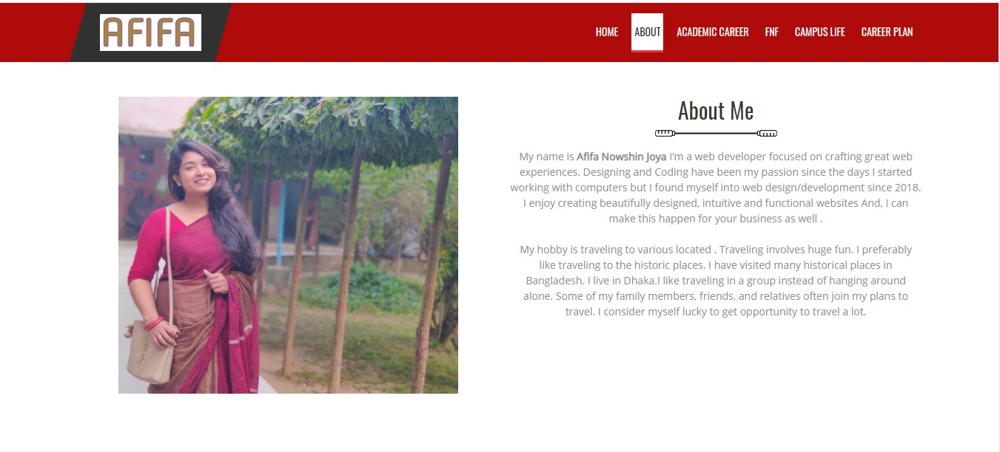 AFIFA
HOME ABOUT ACADEMIC CAREER FNF CAMPUS LIFE CAREER PLAN
About Me
My name is Afifa Nowshin Joya I'm a web developer focused on crafting great web
experiences. Designing and Coding have been my passion since the days I started
working with computers but I found myself into web design/development since 2018.
I enjoy creating beautifully designed, intuitive and functional websites And, I can
make this happen for your business as well .
My hobby is traveling to various located . Traveling involves huge fun. I preferably
like traveling to the historic places. I have visited many historical places in
Bangladesh. I live in Dhaka.I like traveling in a group instead of hanging around
alone. Some of my family members, friends, and relatives often join my plans to
travel. I consider myself lucky to get opportunity to travel a lot.